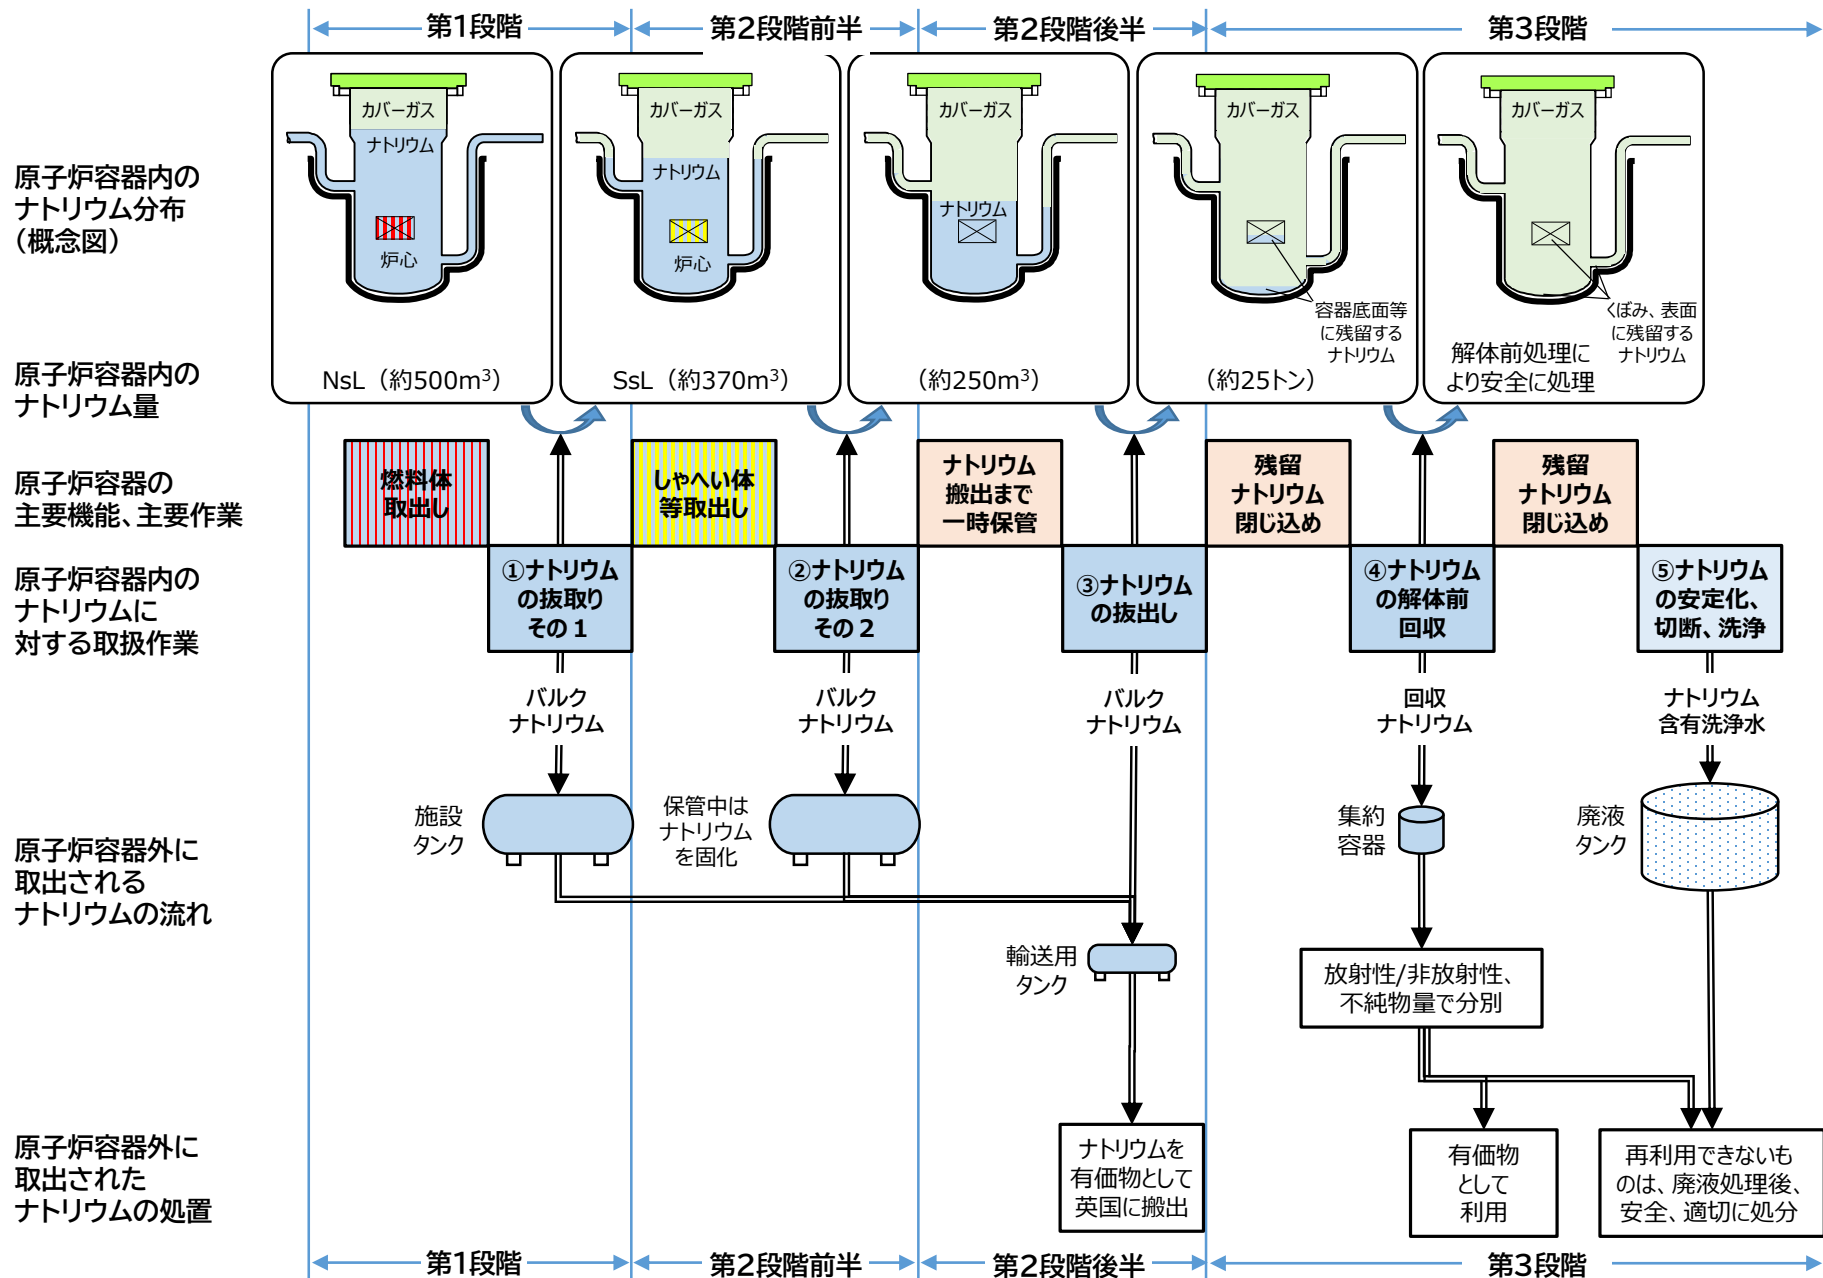 第1段階
第2段階前半
第2段階後半
第3段階
原子炉容器内の
ナトリウム分布
（概念図）
カバーガス
ナトリウム
炉心
カバーガス
ナトリウム
炉心
カバーガス
ナトリウム
カバーガス
容器底面等
に残留する
ナトリウム
カバーガス
くぼみ、表面
に残留する
ナトリウム
原子炉容器内の
ナトリウム量
NsL（約500m³）
SsL（約370m³）
（約250m³）
（約25トン）
解体前処理に
より安全に処理
原子炉容器の
主要機能、主要作業
燃料体
取出し
しゃへい体
等取出し
ナトリウム
搬出まで
一時保管
残留
ナトリウム
閉じ込め
残留
ナトリウム
閉じ込め
原子炉容器内の
ナトリウムに
対する取扱作業
①ナトリウム
の抜取り
その1
②ナトリウム
の抜取り
その2
③ナトリウム
の抜出し
④ナトリウム
の解体前
回収
⑤ナトリウム
の安定化、
切断、洗浄
バルク
ナトリウム
バルク
ナトリウム
バルク
ナトリウム
回収
ナトリウム
ナトリウム
含有洗浄水
原子炉容器外に
取出される
ナトリウムの流れ
施設
タンク
保管中は
ナトリウム
を固化
輸送用
タンク
集約
容器
廃液
タンク
放射性/非放射性、
不純物量で分別
原子炉容器外に
取出された
ナトリウムの処置
ナトリウムを
有価物として
英国に搬出
有価物
として
利用
再利用できないも
のは、廃液処理後、
安全、適切に処分
第1段階
第2段階前半
第2段階後半
第3段階